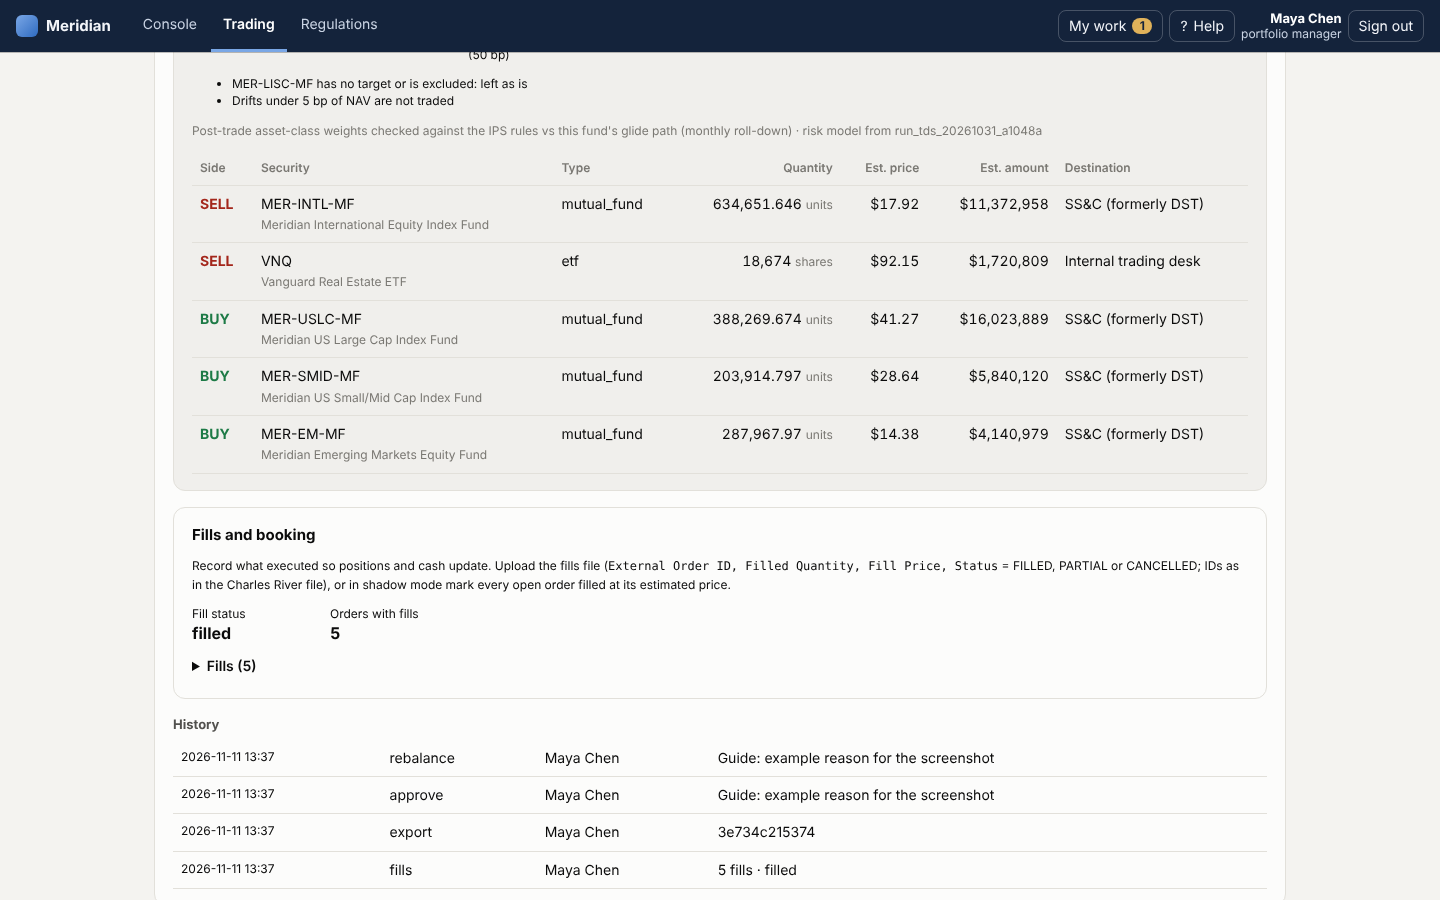 Meridian Console Trading Regulations My work 1 ? Help Maya Chen portfolio manager Sign out
(50 bp)
• MER-LISC-MF has no target or is excluded: left as is
• Drifts under 5 bp of NAV are not traded
Post-trade asset-class weights checked against the IPS rules vs this fund's glide path (monthly roll-down) · risk model from run_tds_20261031_a1048a
Side Security Type Quantity Est. price Est. amount Destination
SELL MER-INTL-MF mutual_fund 634,651.646 units $17.92 $11,372,958 SS&C (formerly DST)
Meridian International Equity Index Fund
SELL VNQ etf 18,674 shares $92.15 $1,720,809 Internal trading desk
Vanguard Real Estate ETF
BUY MER-USLC-MF mutual_fund 388,269.674 units $41.27 $16,023,889 SS&C (formerly DST)
Meridian US Large Cap Index Fund
BUY MER-SMID-MF mutual_fund 203,914.797 units $28.64 $5,840,120 SS&C (formerly DST)
Meridian US Small/Mid Cap Index Fund
BUY MER-EM-MF mutual_fund 287,967.97 units $14.38 $4,140,979 SS&C (formerly DST)
Meridian Emerging Markets Equity Fund
Fills and booking
Record what executed so positions and cash update. Upload the fills file (External Order ID, Filled Quantity, Fill Price, Status = FILLED, PARTIAL or CANCELLED; IDs as
in the Charles River file), or in shadow mode mark every open order filled at its estimated price.
Fill status Orders with fills
filled 5
▶ Fills (5)
History
2026-11-11 13:37 rebalance Maya Chen Guide: example reason for the screenshot
2026-11-11 13:37 approve Maya Chen Guide: example reason for the screenshot
2026-11-11 13:37 export Maya Chen 3e734c215374
2026-11-11 13:37 fills Maya Chen 5 fills · filled